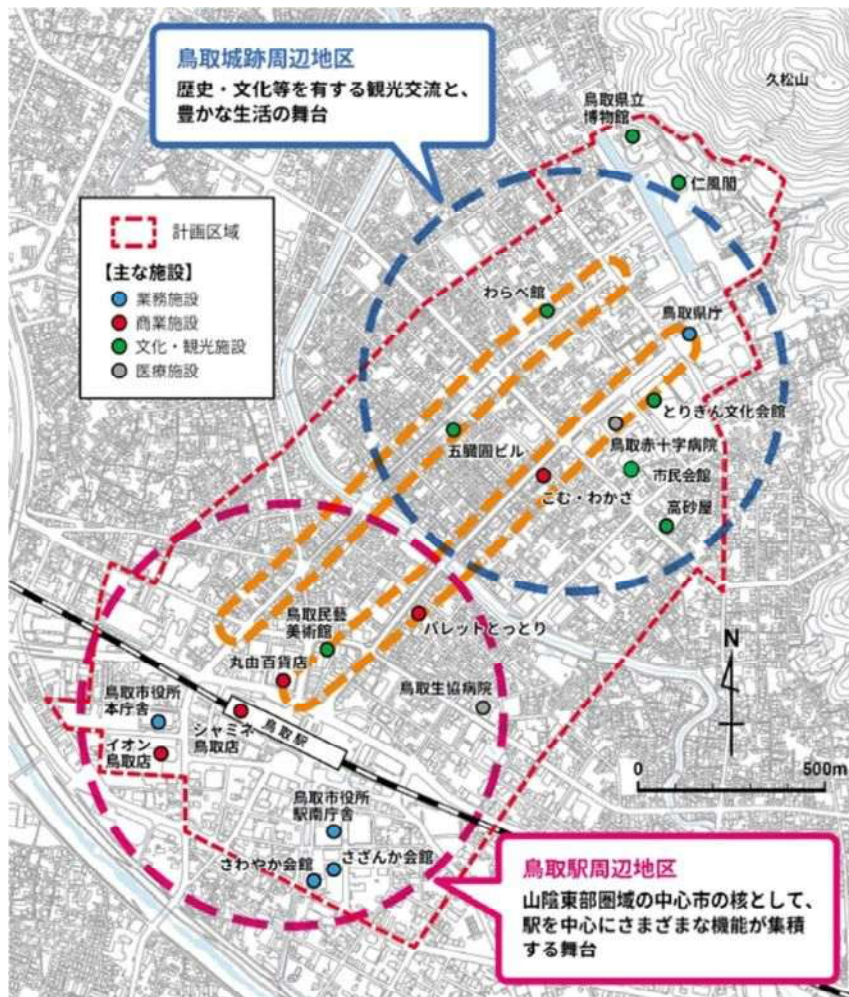 鳥取城跡周辺地区
歴史・文化等を有する観光交流と、
豊かな生活の舞台
久松山
鳥取県立
博物館
仁風閣
計画区域
【主な施設】
業務施設
商業施設
文化・観光施設
医療施設
わらべ館
鳥取県庁
とりぎん文化会館
五臓圓ビル
鳥取赤十字病院
市民会館
こむ・わかさ
高砂屋
鳥取民藝
美術館
パレットとっとり
丸由百貨店
鳥取生協病院
鳥取市役所
本庁舎
シャミネ
鳥取店
鳥取駅
イオン
鳥取店
N
0 500m
鳥取市役所
駅南庁舎
さわやか会館
さざんか会館
鳥取駅周辺地区
山陰東部圏域の中心市の核として、
駅を中心にさまざまな機能が集積
する舞台